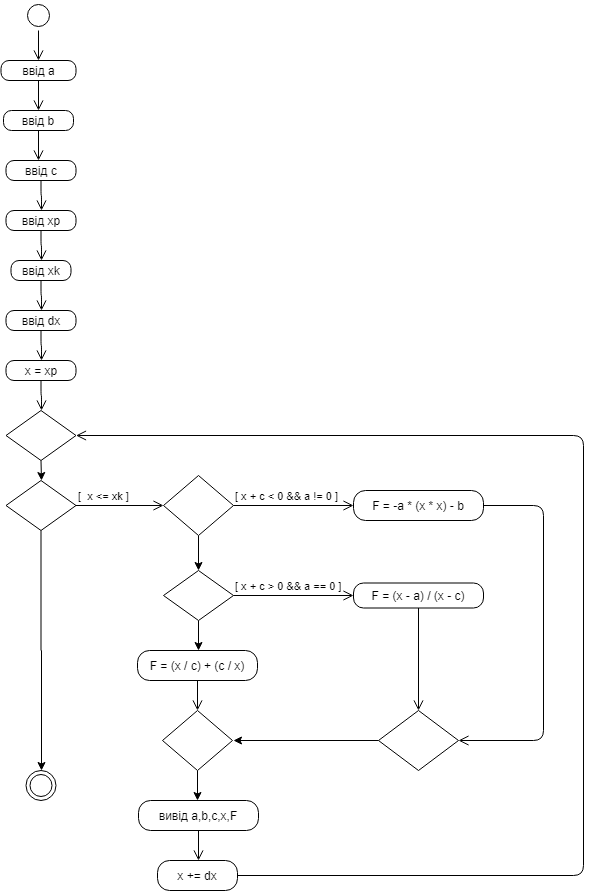 ввід a
ввід b
ввід c
ввід xp
ввід xk
ввід dx
x = xp
[ x <= xk ]
[ x + c < 0 && a != 0 ]
F = -a * (x * x) - b
[ x + c > 0 && a == 0 ]
F = (x - a) / (x - c)
F = (x / c) + (c / x)
вивід a,b,c,x,F
x += dx